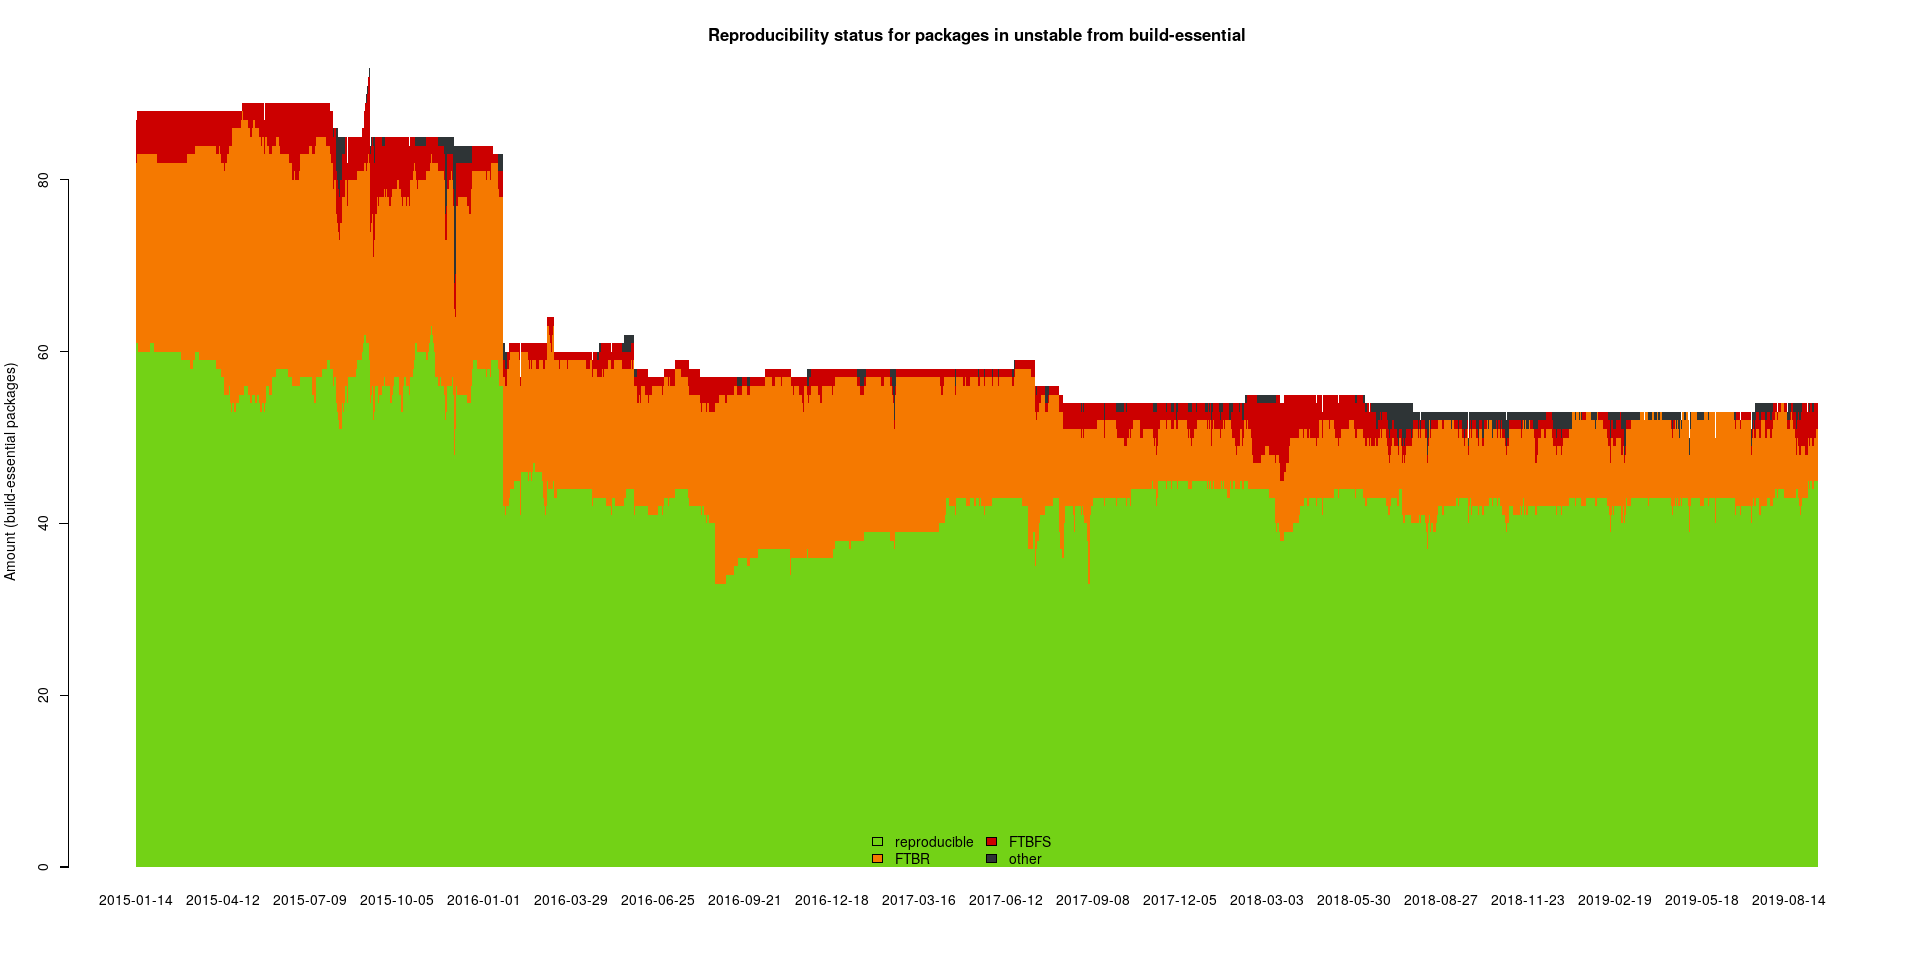 Reproducibility status for packages in unstable from build-essential
Amount (build-essential packages)
80
60
40
20
0
reproducible FTBFS
FTBR other
2015-01-14 2015-04-12 2015-07-09 2015-10-05 2016-01-01 2016-03-29 2016-06-25 2016-09-21 2016-12-18 2017-03-16 2017-06-12 2017-09-08 2017-12-05 2018-03-03 2018-05-30 2018-08-27 2018-11-23 2019-02-19 2019-05-18 2019-08-14